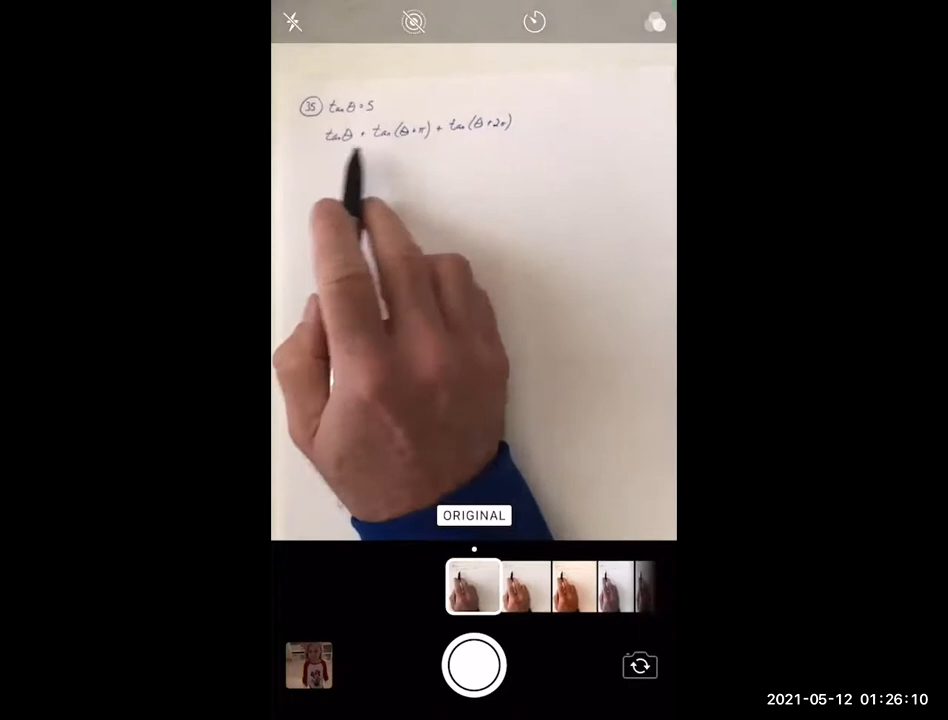 35 tan θ = 5
tan θ + tan (θ + π) + tan (θ + 2π)
ORIGINAL
2021-05-12 01:26:10